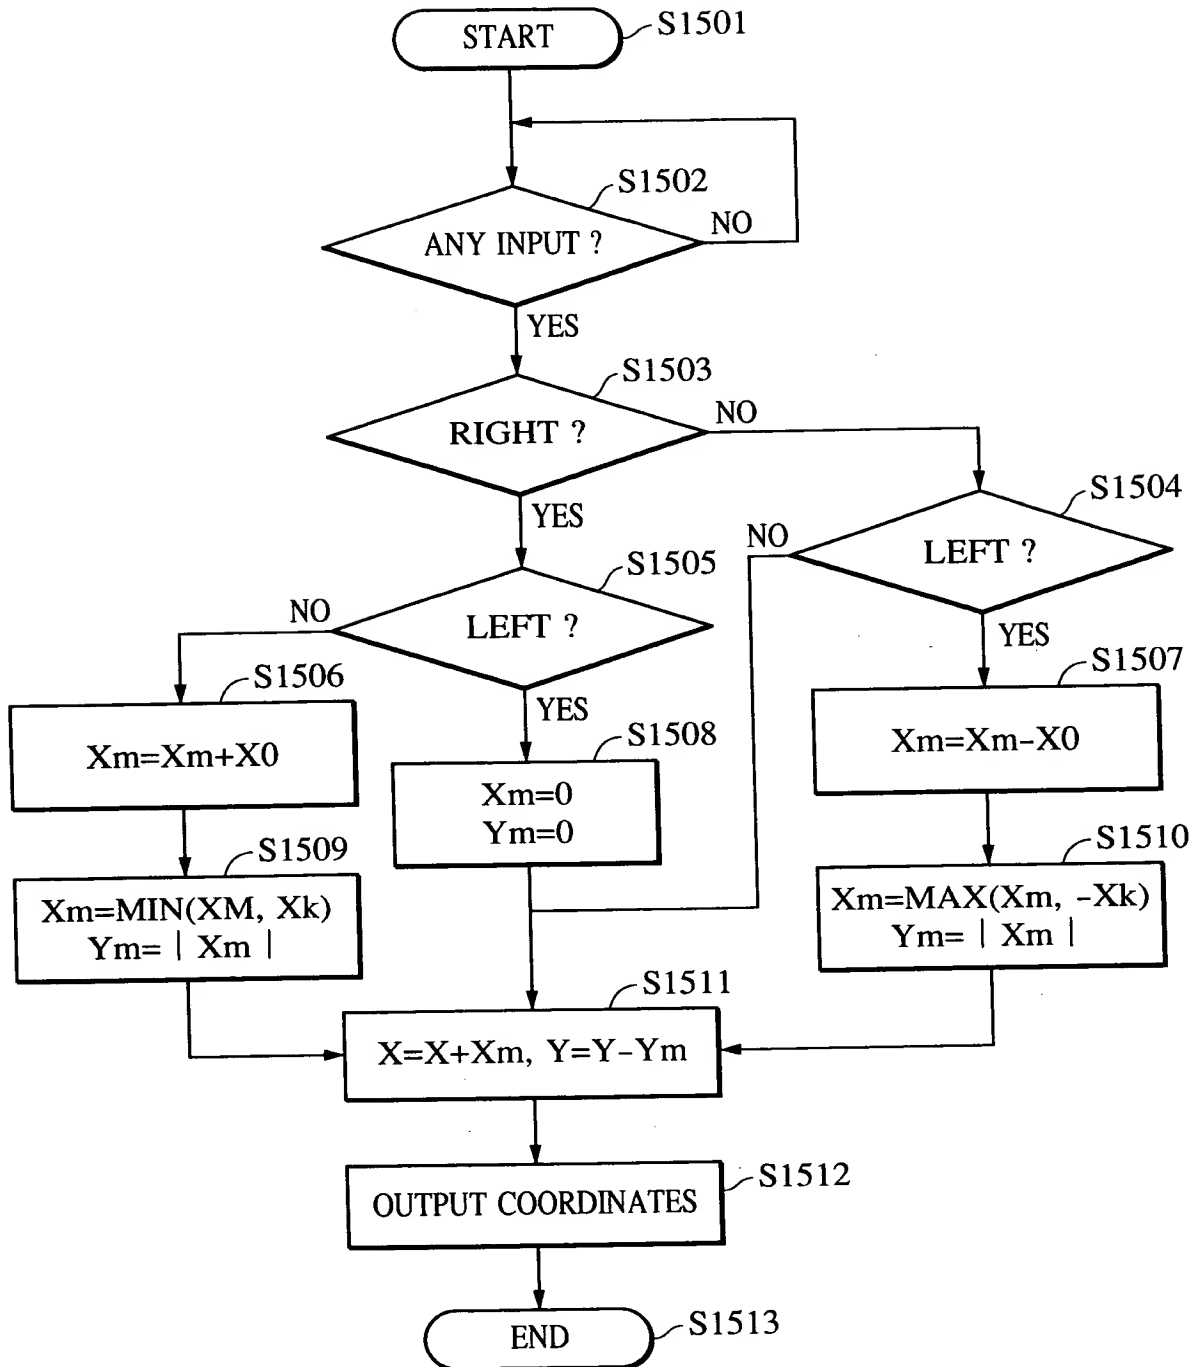 START
S1501
S1502
ANY INPUT ?
NO
YES
S1503
RIGHT ?
NO
YES
S1504
LEFT ?
NO
YES
S1505
LEFT ?
NO
YES
S1506
Xm=Xm+X0
S1508
Xm=0
Ym=0
S1507
Xm=Xm-X0
S1509
Xm=MIN(XM, Xk)
Ym= | Xm |
S1510
Xm=MAX(Xm, -Xk)
Ym= | Xm |
S1511
X=X+Xm, Y=Y-Ym
OUTPUT COORDINATES
S1512
END
S1513